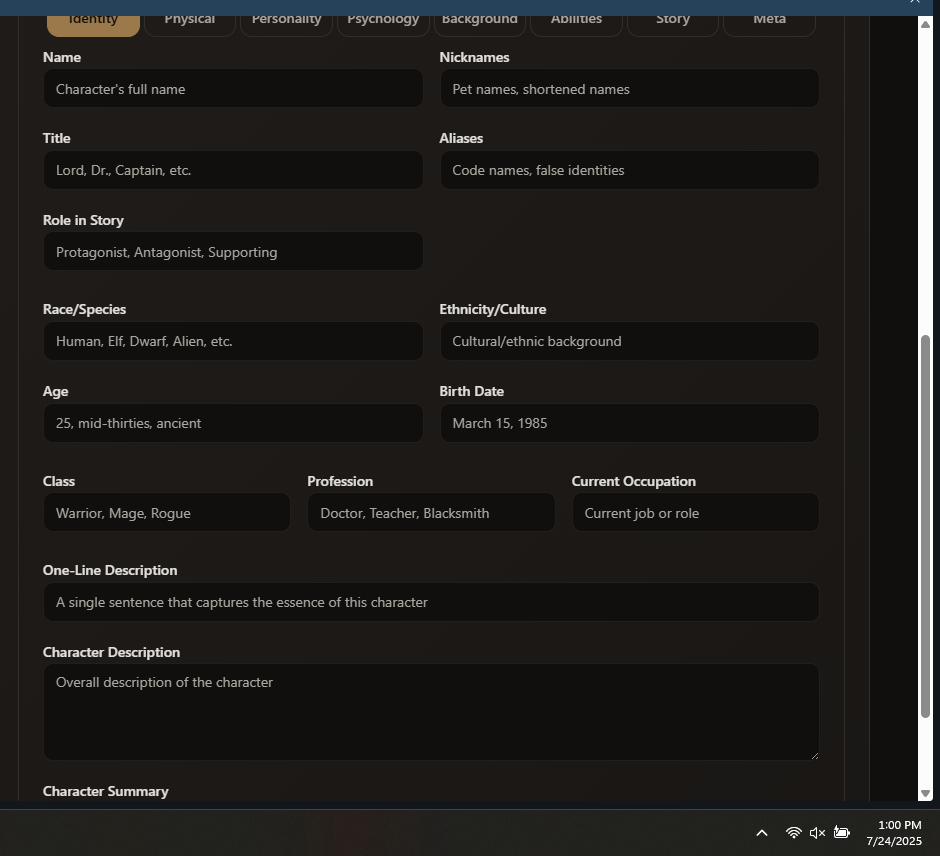 Identity Physical Personality Psychology Background Abilities Story Meta
Name Nicknames
Character's full name Pet names, shortened names
Title Aliases
Lord, Dr., Captain, etc. Code names, false identities
Role in Story
Protagonist, Antagonist, Supporting
Race/Species Ethnicity/Culture
Human, Elf, Dwarf, Alien, etc. Cultural/ethnic background
Age Birth Date
25, mid-thirties, ancient March 15, 1985
Class Profession Current Occupation
Warrior, Mage, Rogue Doctor, Teacher, Blacksmith Current job or role
One-Line Description
A single sentence that captures the essence of this character
Character Description
Overall description of the character
Character Summary
1:00 PM
7/24/2025